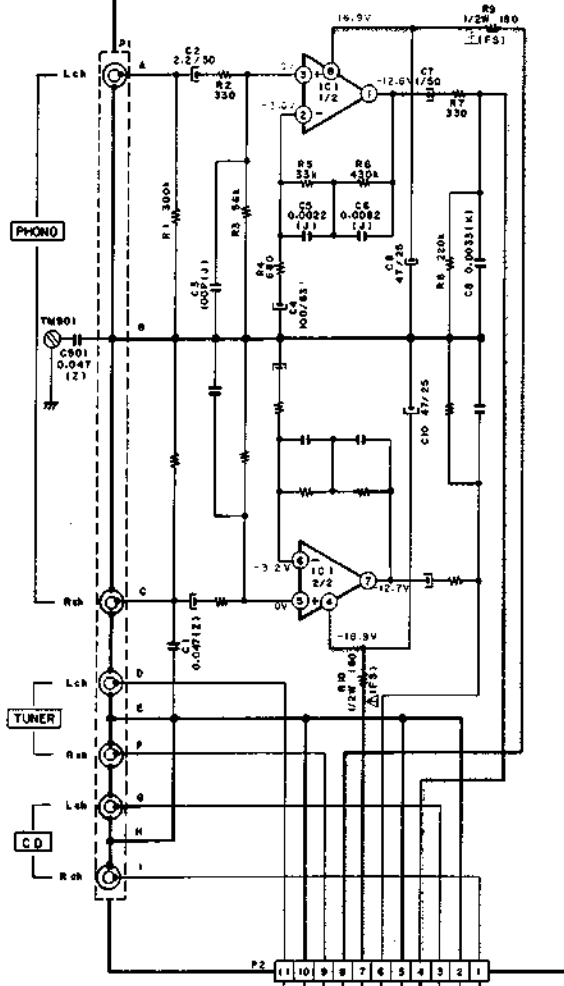 R9
1/2W 180
(FS)
16.9V
P1
A
Lch
C2
2.2/50
R2
330
3
+
8
IC1
1/2
1
2
−
-12.6V
C7
1/50
R7
330
R5
33k
R6
430k
C5
0.0022
(J)
C6
0.0082
(J)
R1 300k
R3 56k
C3
100P(J)
R4
680
C4
100/6.3
47/25
R8 220k
C8 0.0033(K)
PHONO
TM901
C901
0.047
(Z)
B
C10 47/25
6
−
-3.2V
IC1
2/2
7
-12.7V
5
+
4
0V
-16.9V
Rch
C
C1
0.047(Z)
R10
1/2W 180
(FS)
Lch
D
TUNER
E
Rch
F
Lch
G
CD
H
Rch
I
P2
11 10 9 8 7 6 5 4 3 2 1